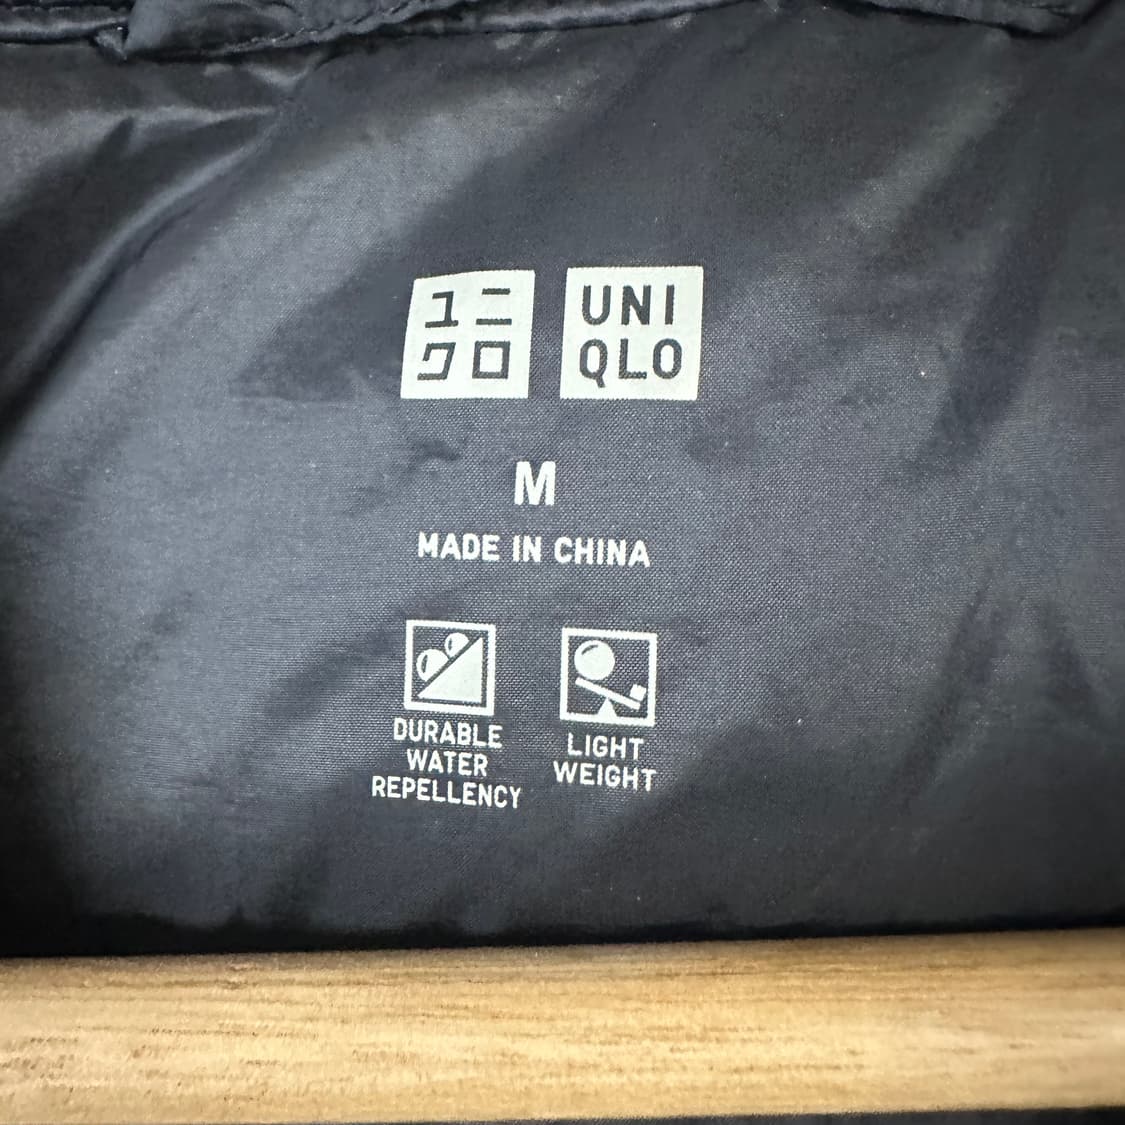 ユニ
クロ
UNI
QLO
M
MADE IN CHINA
DURABLE
WATER
REPELLENCY
LIGHT
WEIGHT